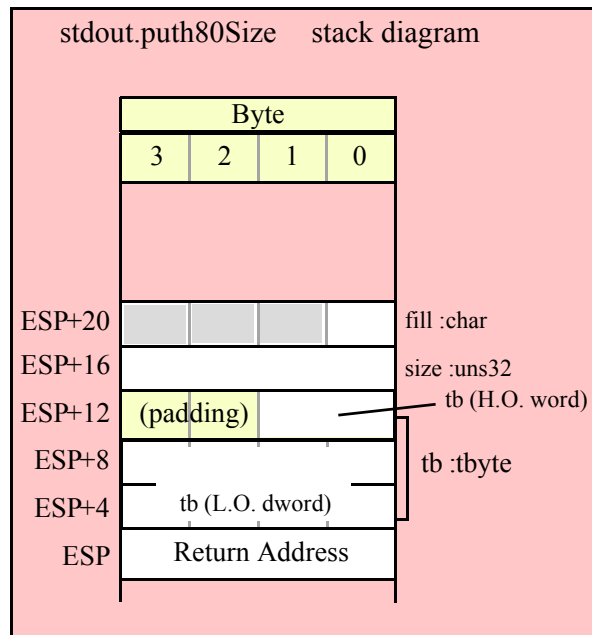 stdout.puth80Size stack diagram
Byte
3 2 1 0
ESP+20 fill :char
ESP+16 size :uns32
ESP+12 (padding) tb (H.O. word)
ESP+8 tb :tbyte
ESP+4 tb (L.O. dword)
ESP Return Address